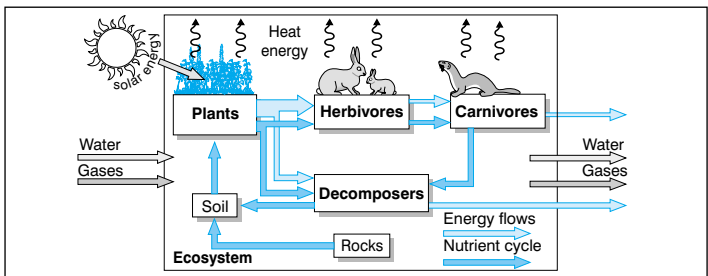 Heat
energy
solar energy
Plants
Herbivores
Carnivores
Water
Gases
Water
Gases
Decomposers
Soil
Energy flows
Nutrient cycle
Rocks
Ecosystem